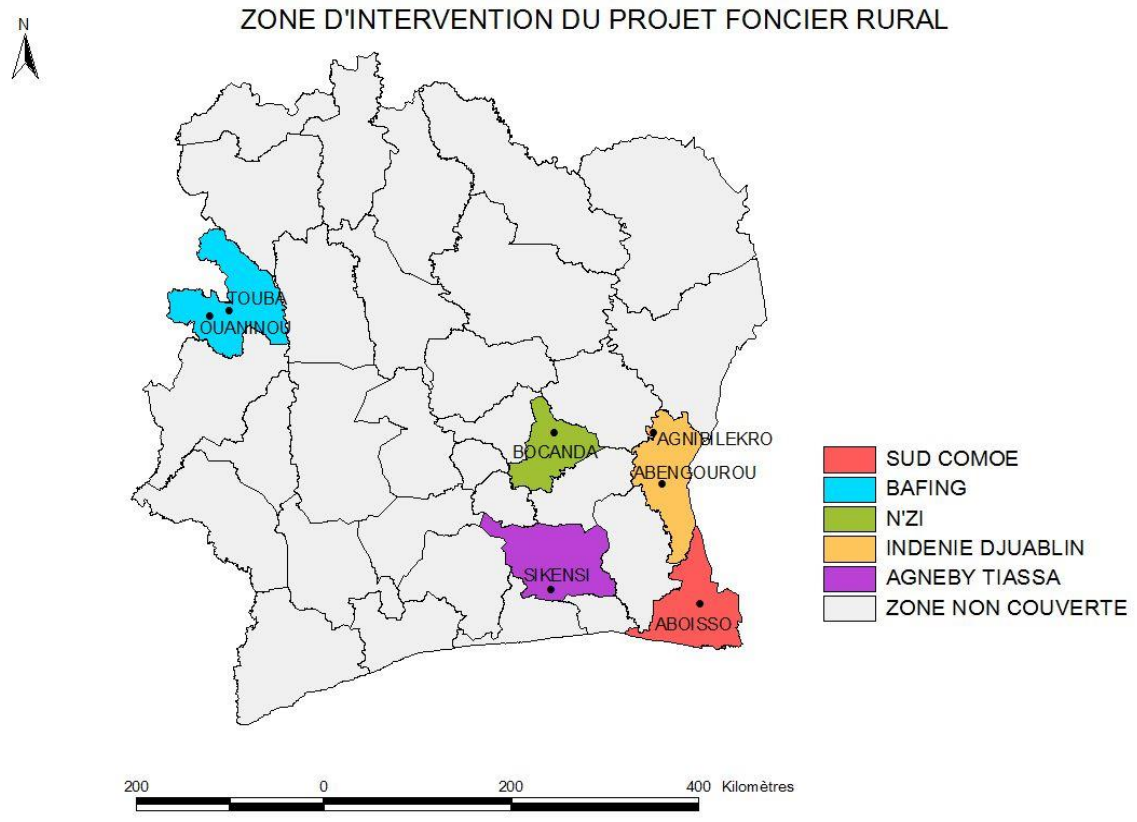 ZONE D'INTERVENTION DU PROJET FONCIER RURAL
N
TOUBA
OUANINOU
AGNIBILEKRO
BOCANDA
ABENGOUROU
SIKENSI
ABOISSO
SUD COMOE
BAFING
N'ZI
INDENIE DJUABLIN
AGNEBY TIASSA
ZONE NON COUVERTE
200 0 200 400 Kilomètres